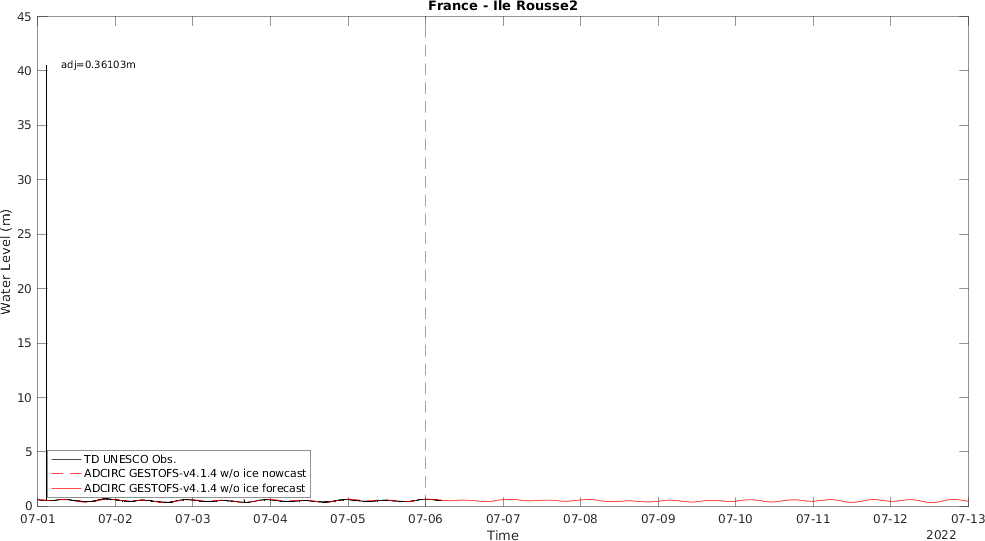 France - Ile Rousse2
45
40
35
30
25
20
15
10
5
0
Water Level (m)
adj=0.36103m
TD UNESCO Obs.
ADCIRC GESTOFS-v4.1.4 w/o ice nowcast
ADCIRC GESTOFS-v4.1.4 w/o ice forecast
07-01 07-02 07-03 07-04 07-05 07-06 07-07 07-08 07-09 07-10 07-11 07-12 07-13
Time
2022